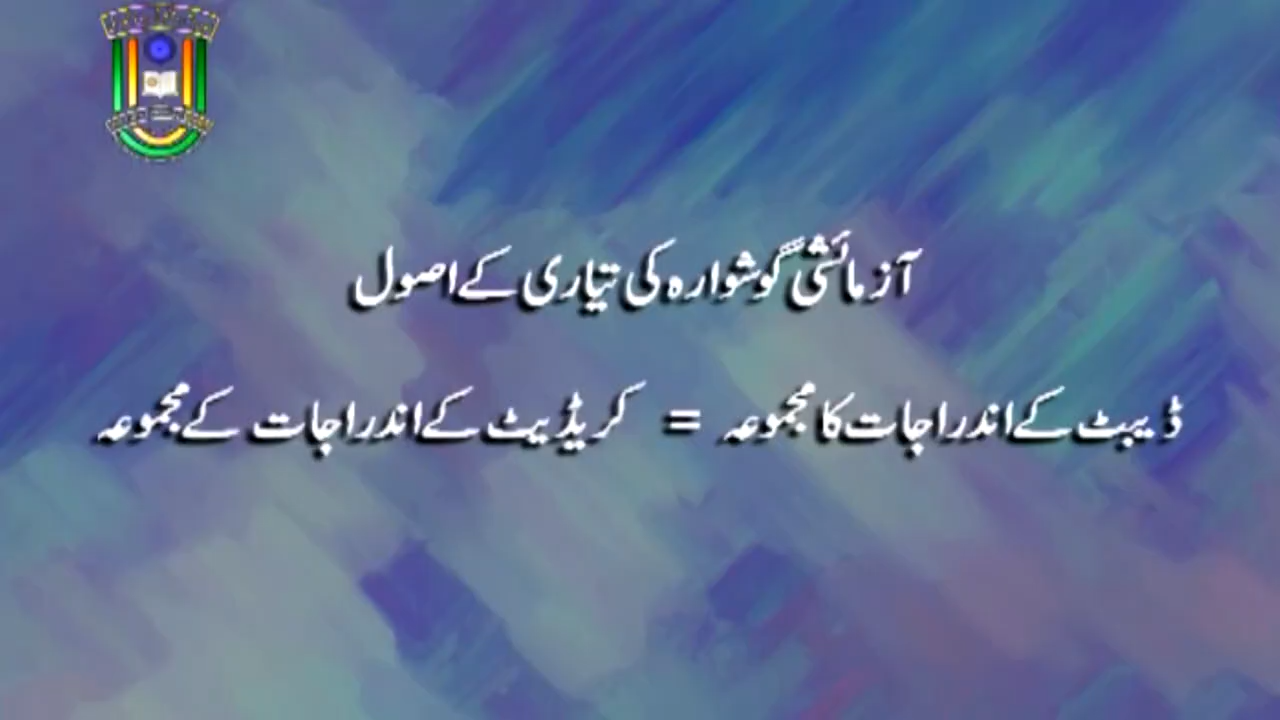 آزمائشی گوشوارہ کی تیاری کے اصول
ڈیبٹ کے اندراجات کا مجموعہ = کریڈیٹ کے اندراجات کے مجموعہ